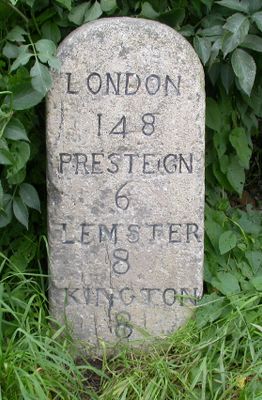 LONDON
148
PRESTEIGN
6
LEMSTER
8
KINGTON
8